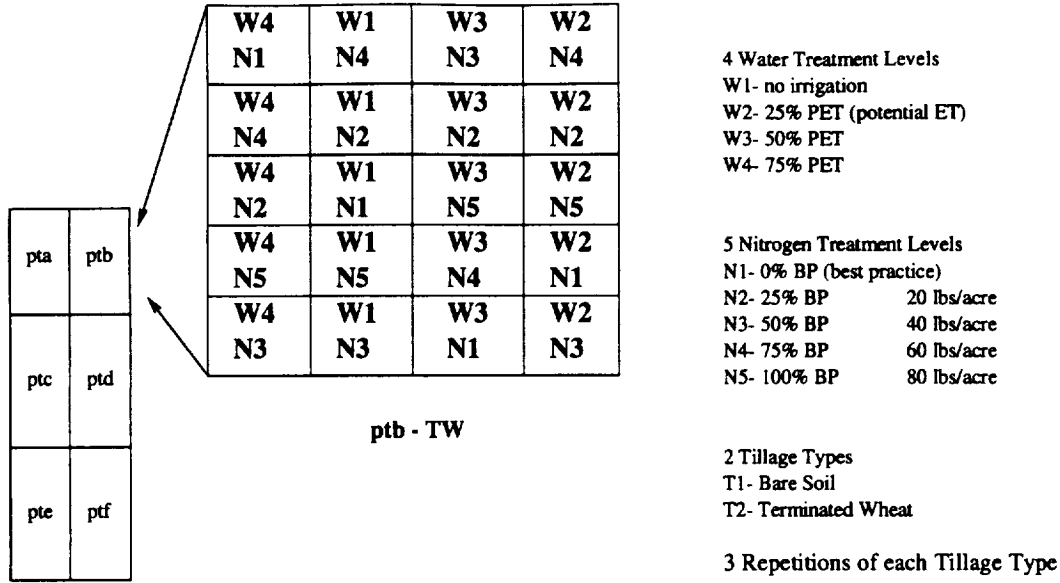 W4 W1 W3 W2
N1 N4 N3 N4
W4 W1 W3 W2
N4 N2 N2 N2
W4 W1 W3 W2
N2 N1 N5 N5
W4 W1 W3 W2
N5 N5 N4 N1
W4 W1 W3 W2
N3 N3 N1 N3
ptb - TW
pta ptb
ptc ptd
pte ptf
4 Water Treatment Levels
W1- no irrigation
W2- 25% PET (potential ET)
W3- 50% PET
W4- 75% PET
5 Nitrogen Treatment Levels
N1- 0% BP (best practice)
N2- 25% BP 20 lbs/acre
N3- 50% BP 40 lbs/acre
N4- 75% BP 60 lbs/acre
N5- 100% BP 80 lbs/acre
2 Tillage Types
T1- Bare Soil
T2- Terminated Wheat
3 Repetitions of each Tillage Type